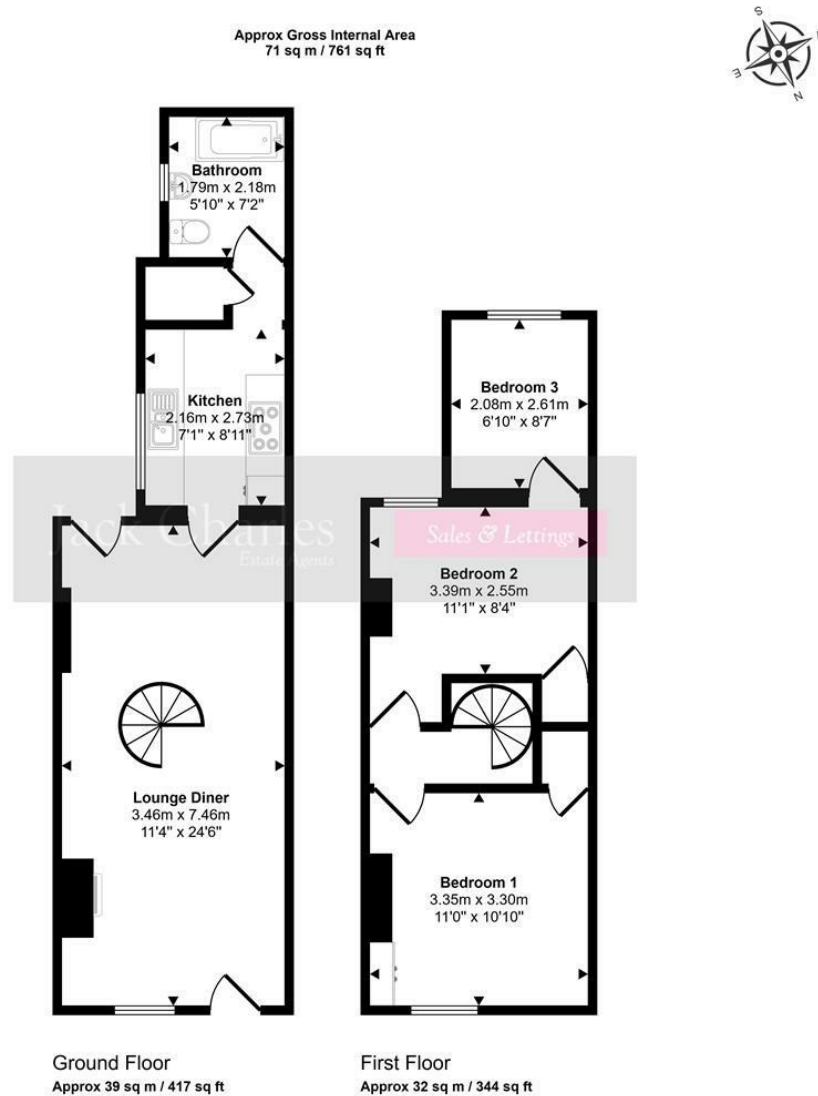 Approx Gross Internal Area
71 sq m / 761 sq ft
S
E
N
Bathroom
1.79m x 2.18m
5'10" x 7'2"
Kitchen
2.16m x 2.73m
7'1" x 8'11"
Lounge Diner
3.46m x 7.46m
11'4" x 24'6"
Bedroom 3
2.08m x 2.61m
6'10" x 8'7"
Jack Charles
Estate Agents
Sales & Lettings
Bedroom 2
3.39m x 2.55m
11'1" x 8'4"
Bedroom 1
3.35m x 3.30m
11'0" x 10'10"
Ground Floor
Approx 39 sq m / 417 sq ft
First Floor
Approx 32 sq m / 344 sq ft